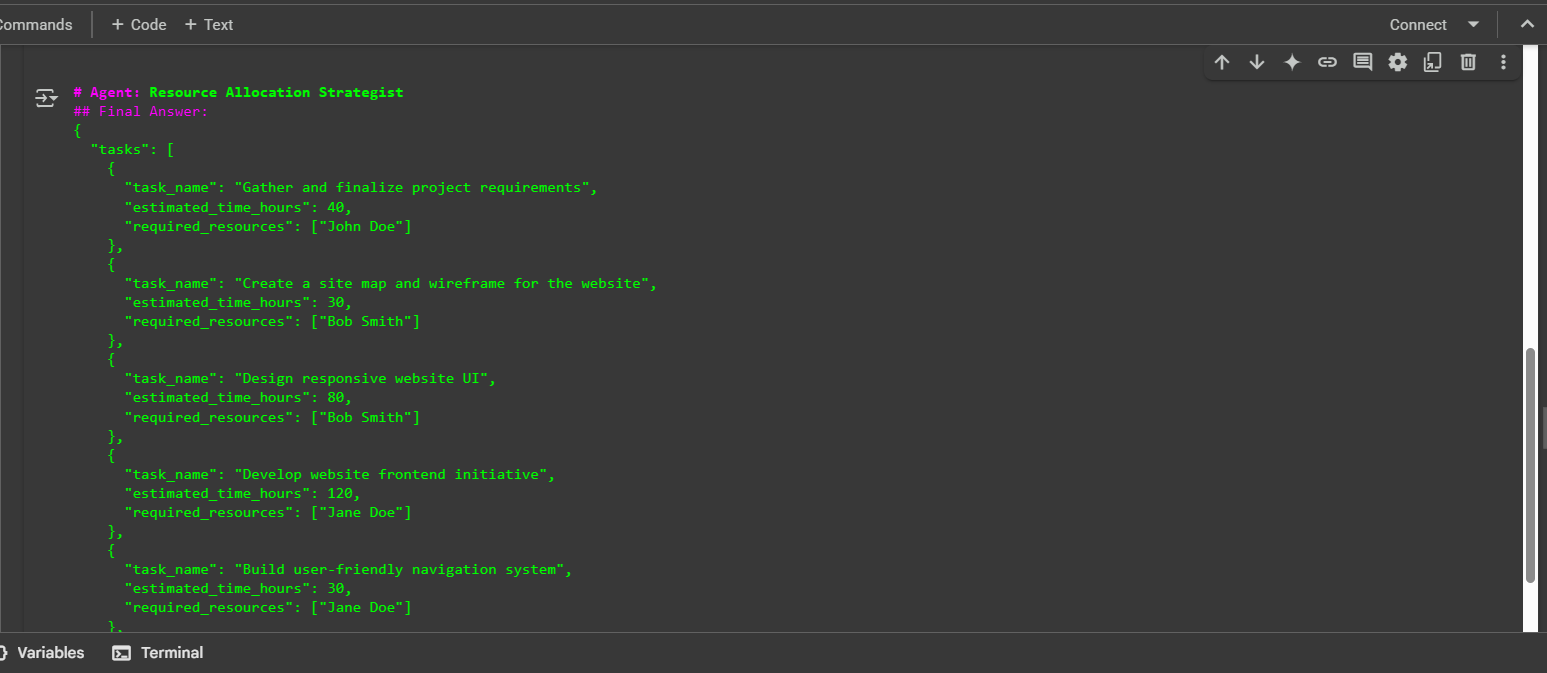 Commands + Code + Text Connect
# Agent: Resource Allocation Strategist
## Final Answer:
{
"tasks": [
{
"task_name": "Gather and finalize project requirements",
"estimated_time_hours": 40,
"required_resources": ["John Doe"]
},
{
"task_name": "Create a site map and wireframe for the website",
"estimated_time_hours": 30,
"required_resources": ["Bob Smith"]
},
{
"task_name": "Design responsive website UI",
"estimated_time_hours": 80,
"required_resources": ["Bob Smith"]
},
{
"task_name": "Develop website frontend initiative",
"estimated_time_hours": 120,
"required_resources": ["Jane Doe"]
},
{
"task_name": "Build user-friendly navigation system",
"estimated_time_hours": 30,
"required_resources": ["Jane Doe"]
},
Variables Terminal